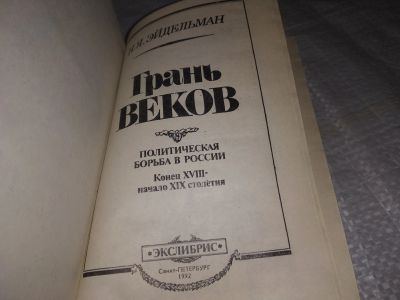 Н.Я. ЭЙДЕЛЬМАН
Грань
ВЕКОВ
ПОЛИТИЧЕСКАЯ
БОРЬБА В РОССИИ
Конец XVIII-
начало XIX столетия
•ЭКСЛИБРИС•
Санкт-ПЕТЕРБУРГ
1992